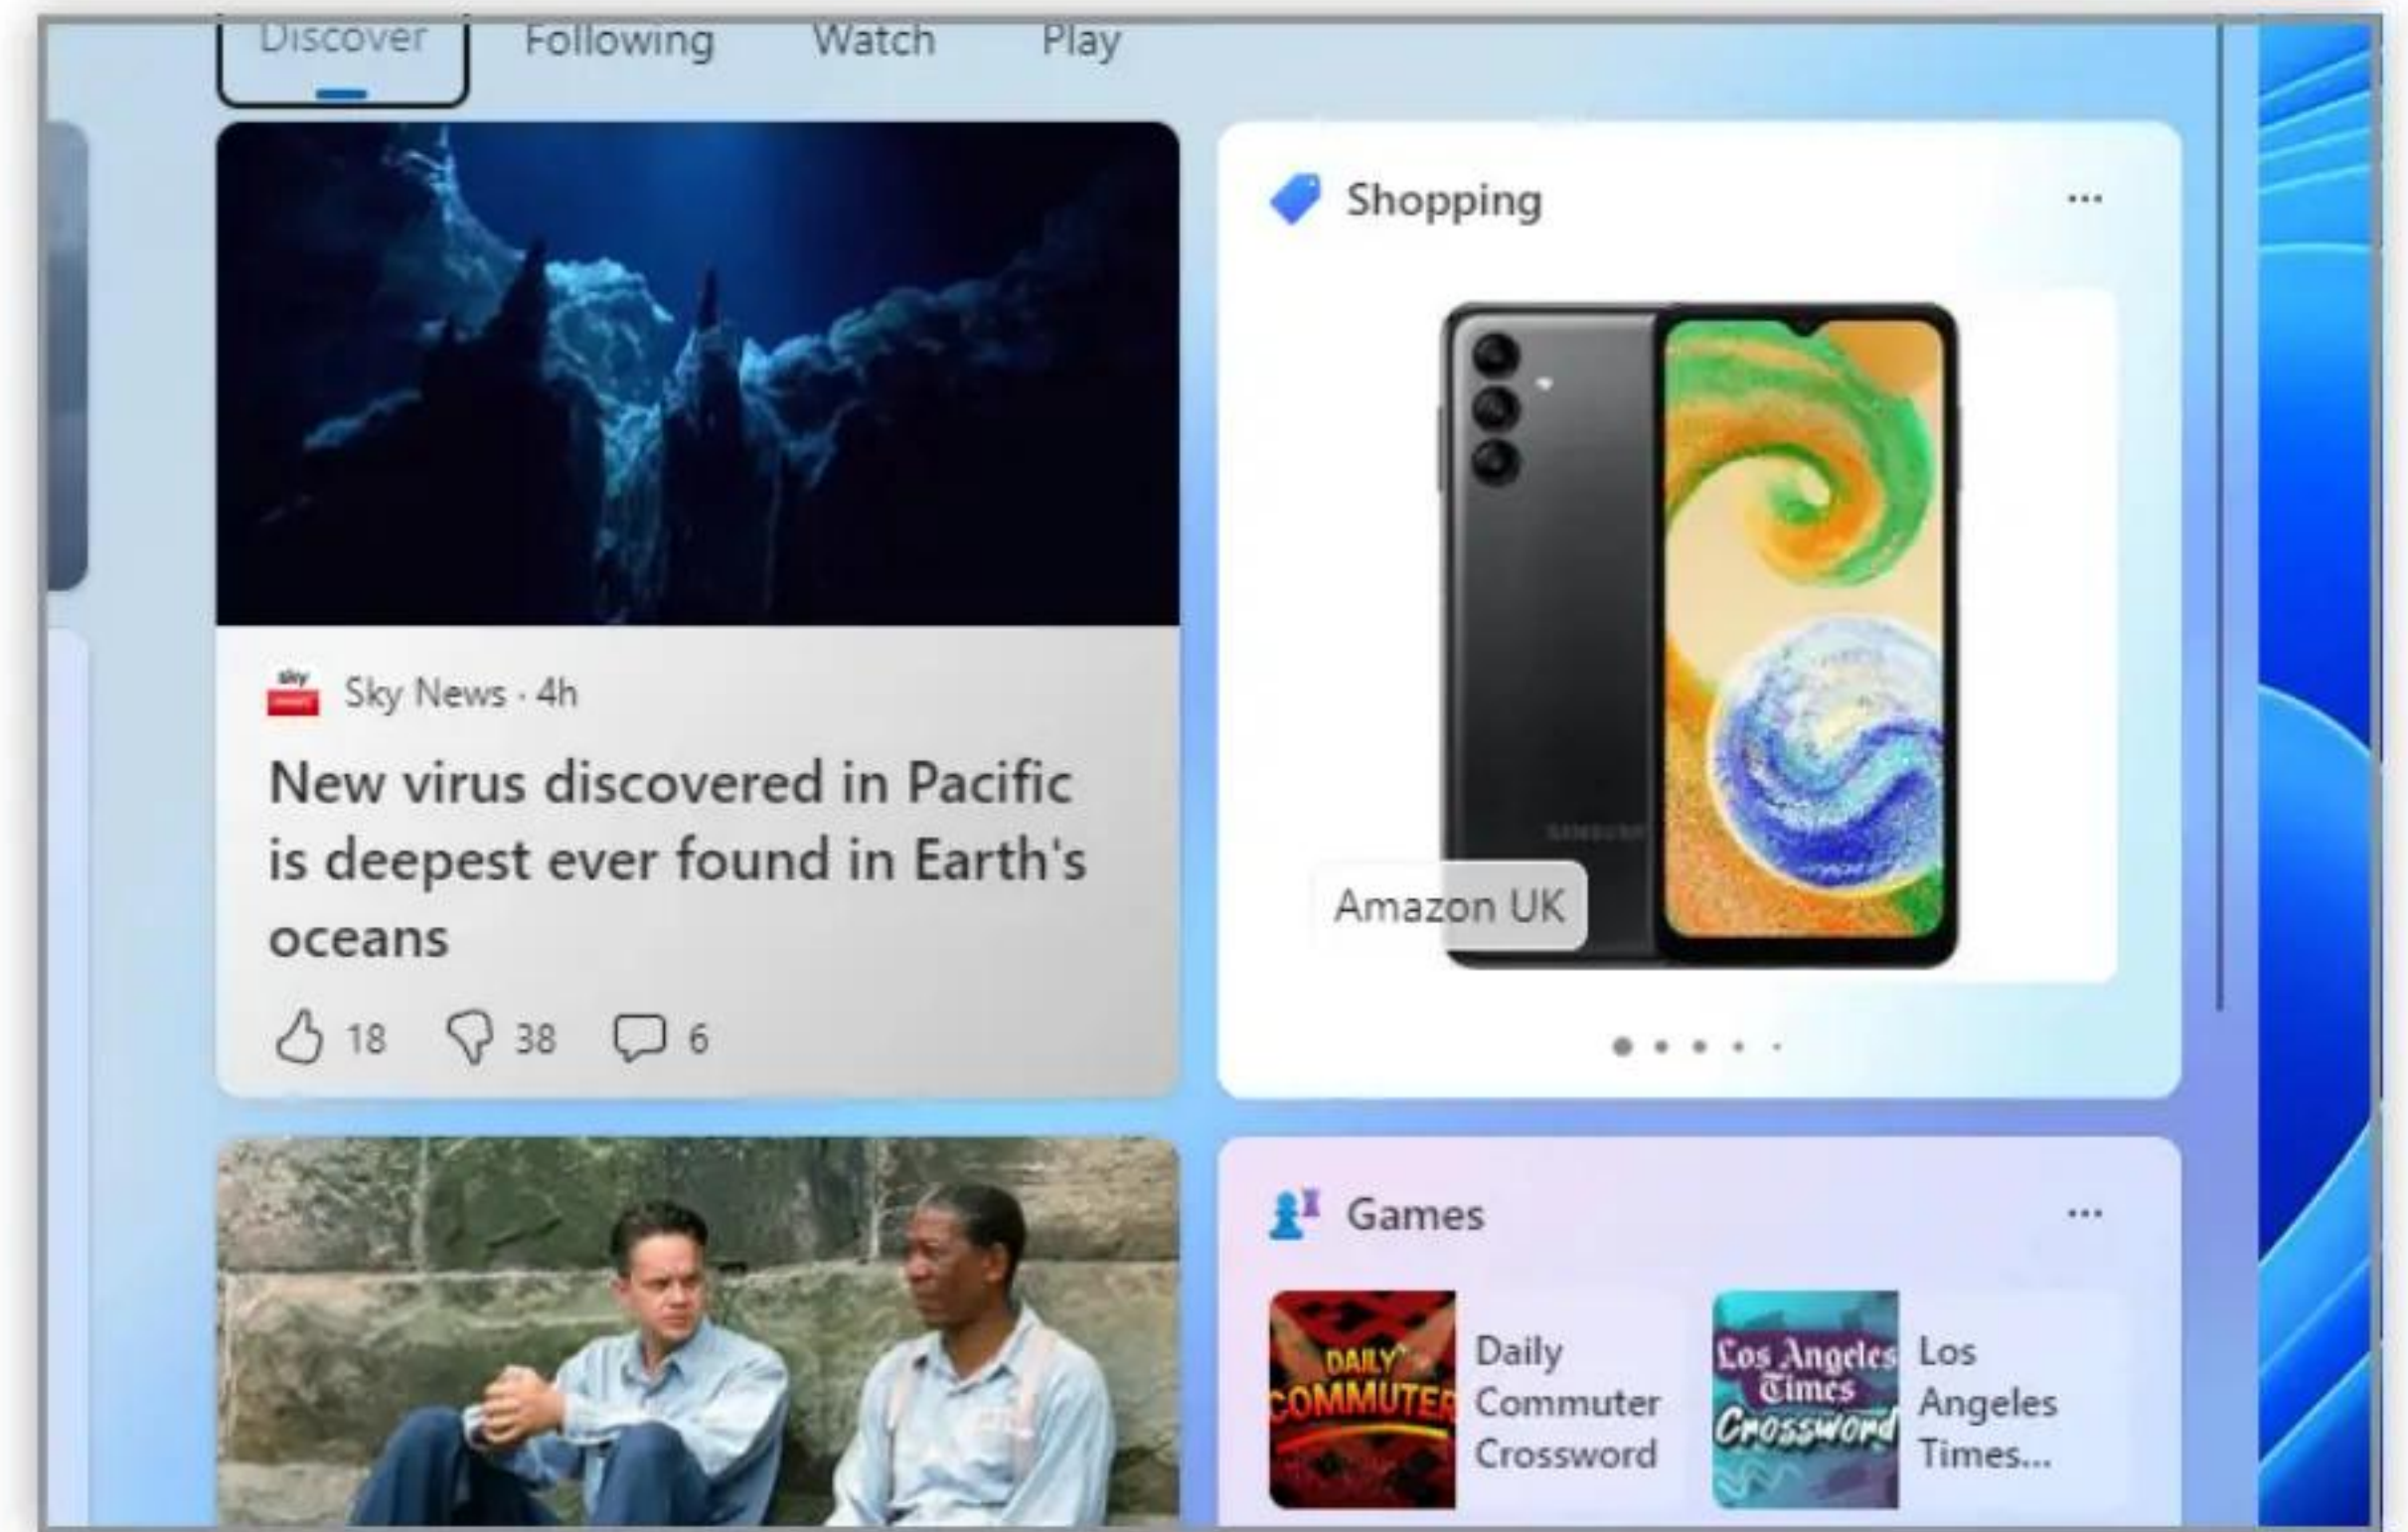 Discover
Following
Watch
Play
sky
Sky News · 4h
New virus discovered in Pacific
is deepest ever found in Earth's
oceans
18
38
6
Shopping
SAMSUNG
Amazon UK
Games
DAILY
COMMUTER
Daily
Commuter
Crossword
Los Angeles
Times
Crossword
Los
Angeles
Times...